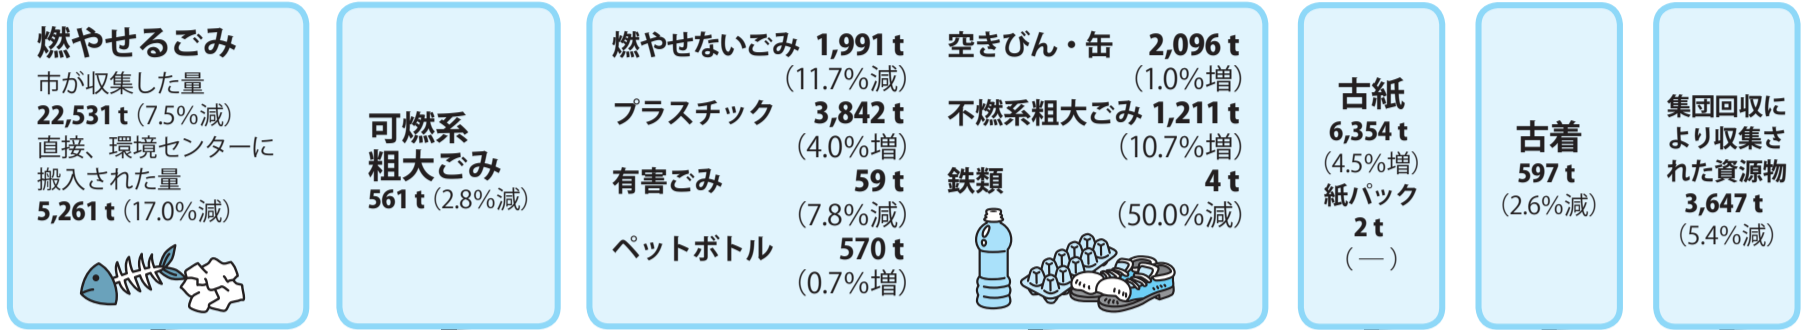 燃やせるごみ
市が収集した量
22,531 t（7.5%減）
直接、環境センターに
搬入された量
5,261 t（17.0%減）
可燃系
粗大ごみ
561 t（2.8%減）
燃やせないごみ 1,991 t
（11.7%減）
プラスチック 3,842 t
（4.0%増）
有害ごみ 59 t
（7.8%減）
ペットボトル 570 t
（0.7%増）
空きびん・缶 2,096 t
（1.0%増）
不燃系粗大ごみ 1,211 t
（10.7%増）
鉄類 4 t
（50.0%減）
古紙
6,354 t
（4.5%増）
紙パック
2 t
（―）
古着
597 t
（2.6%減）
集団回収に
より収集さ
れた資源物
3,647 t
（5.4%減）